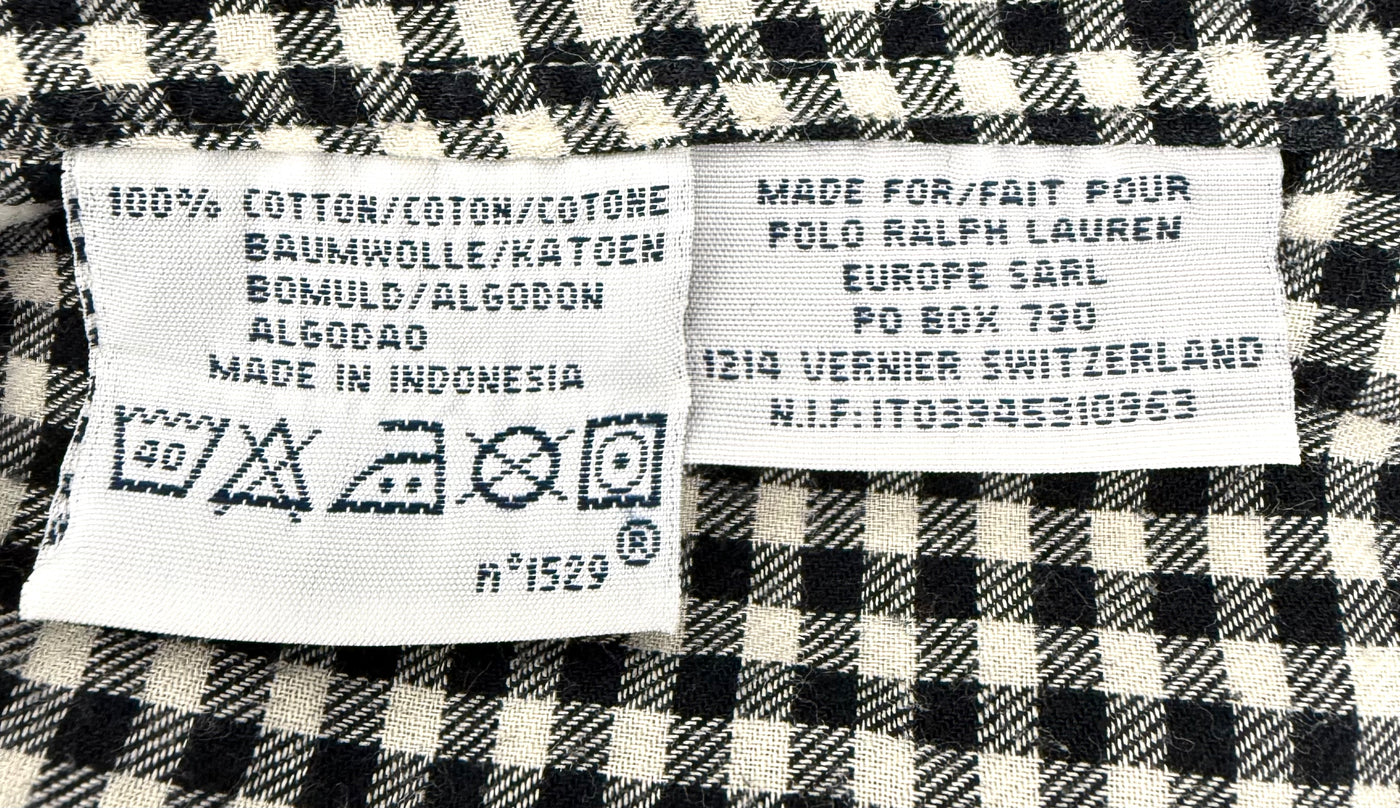 100% COTTON/COTON/COTONE
BAUMWOLLE/KATOEN
BOMULD/ALGODON
ALGODAO
MADE IN INDONESIA
40
®
n°1529
MADE FOR/FAIT POUR
POLO RALPH LAUREN
EUROPE SARL
PO BOX 790
1214 VERNIER SWITZERLAND
N.I.F:IT03945310963